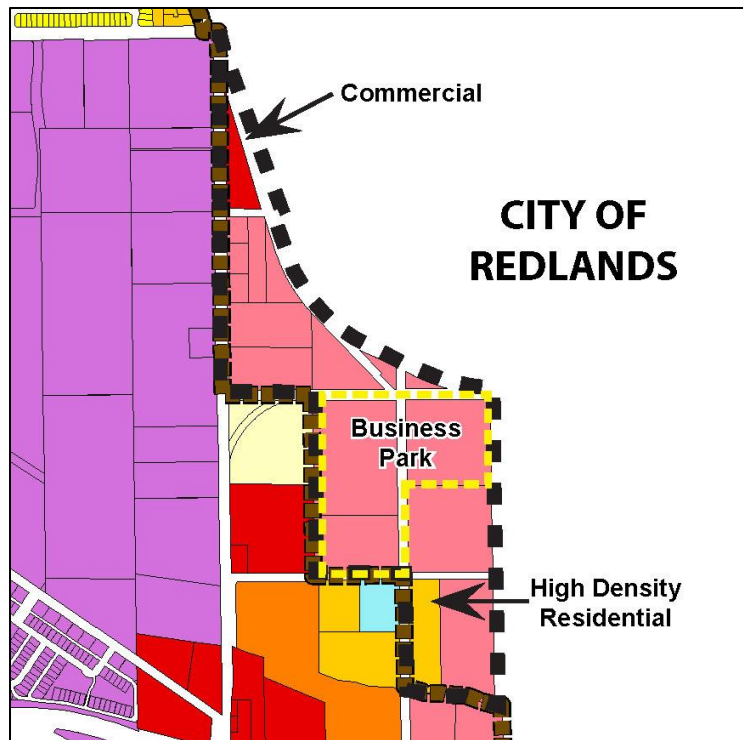 Commercial
CITY OF
REDLANDS
Business
Park
High Density
Residential